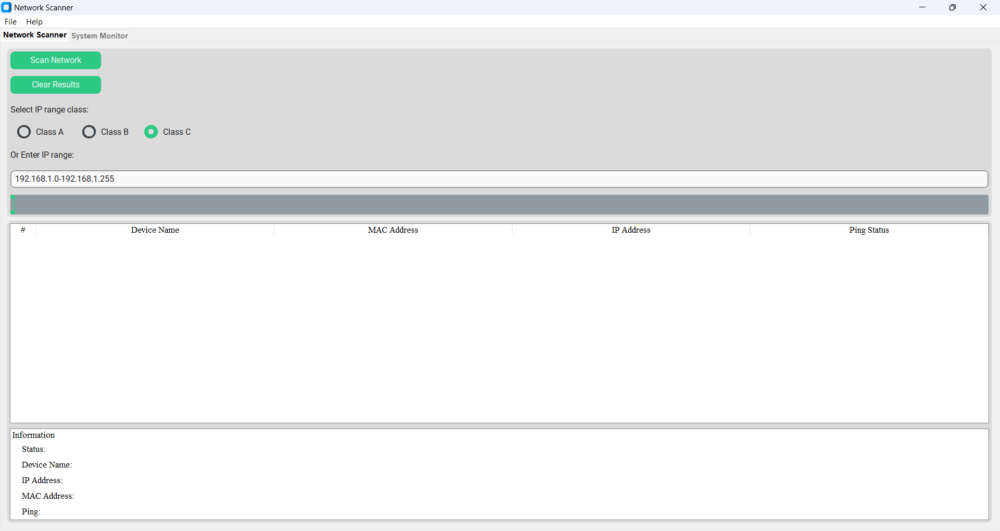 Network Scanner
File Help
Network Scanner System Monitor
Scan Network
Clear Results
Select IP range class:
Class A Class B Class C
Or Enter IP range:
192.168.1.0-192.168.1.255
# Device Name MAC Address IP Address Ping Status
Information
Status:
Device Name:
IP Address:
MAC Address:
Ping: